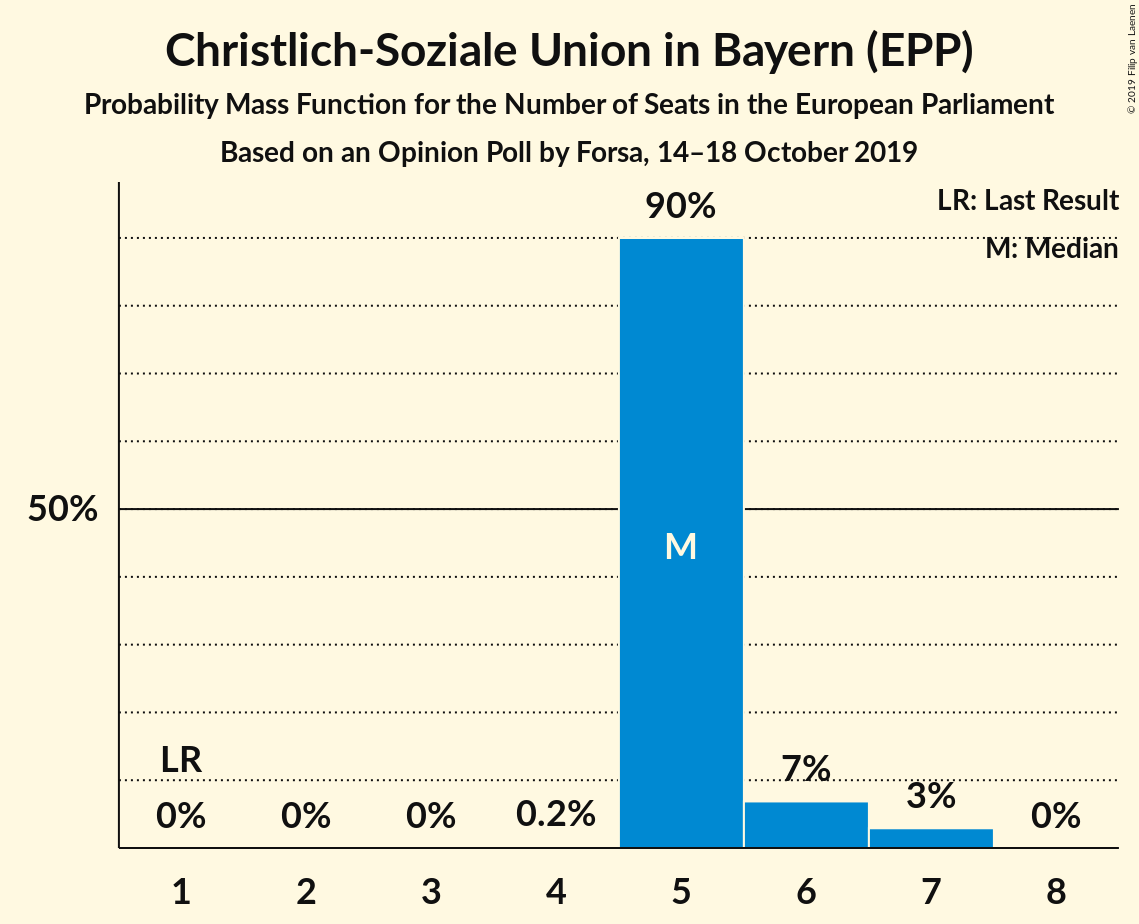 Christlich-Soziale Union in Bayern (EPP)
Probability Mass Function for the Number of Seats in the European Parliament
Based on an Opinion Poll by Forsa, 14–18 October 2019
© 2019 Filip van Laenen
LR: Last Result
M: Median
90%
50%
M
LR
0%
0%
0%
0.2%
7%
3%
0%
1 2 3 4 5 6 7 8